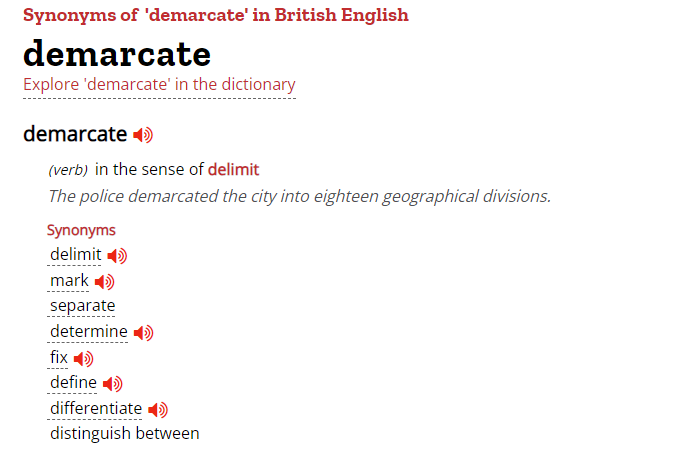 Synonyms of 'demarcate' in British English
demarcate
Explore 'demarcate' in the dictionary
demarcate
(verb) in the sense of delimit
The police demarcated the city into eighteen geographical divisions.
Synonyms
delimit
mark
separate
determine
fix
define
differentiate
distinguish between